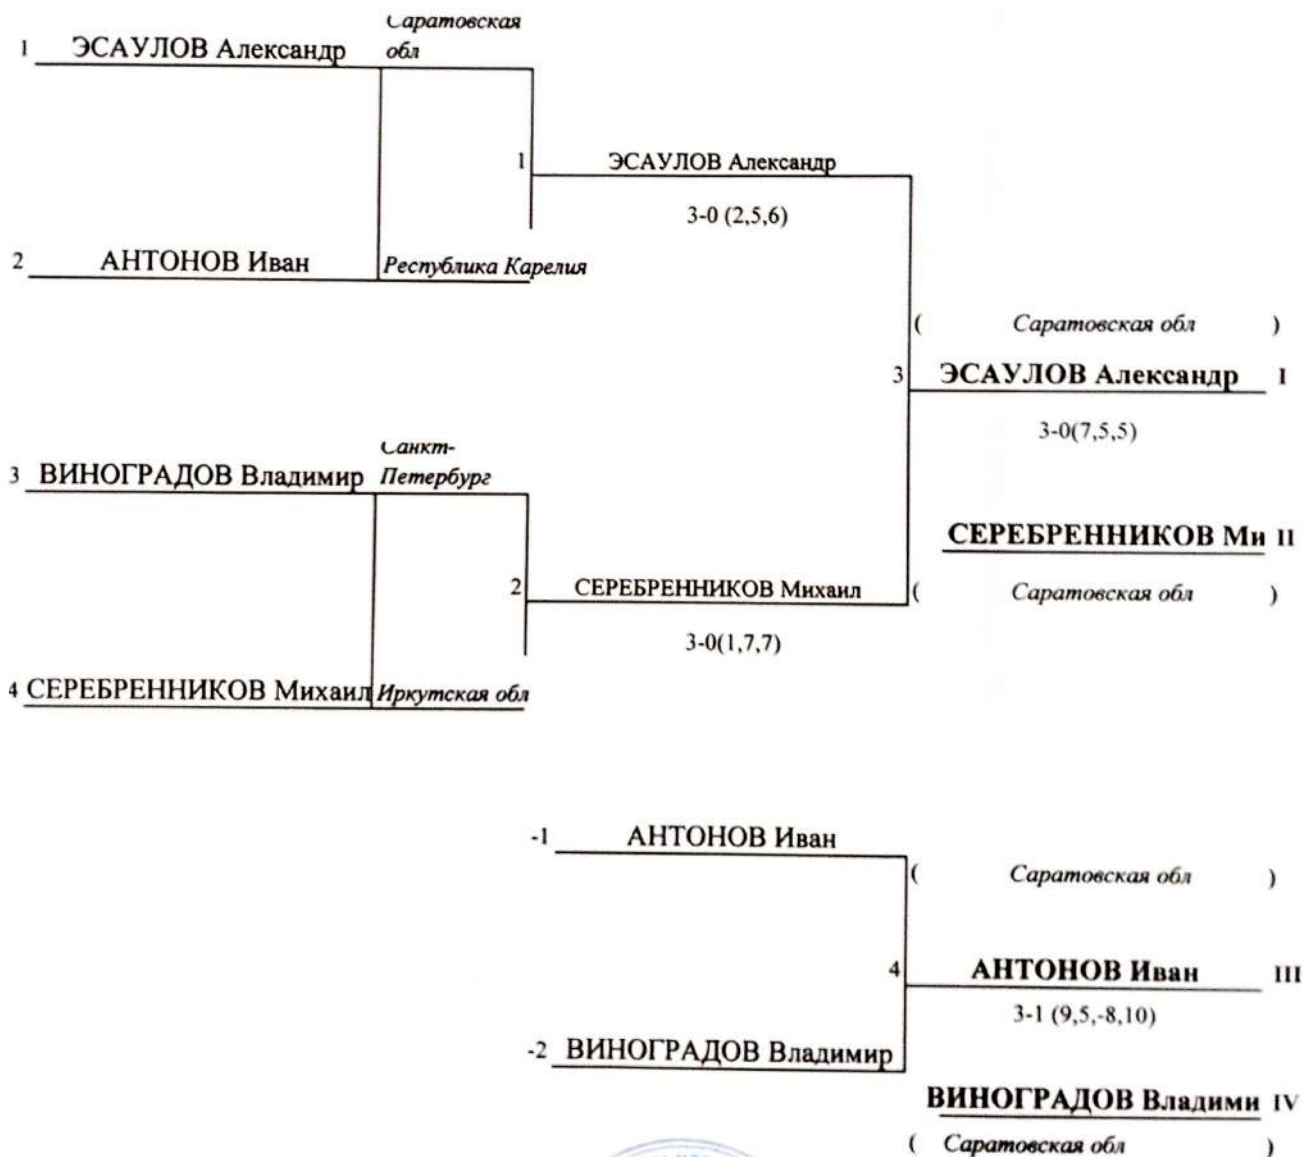 Саратовская
1 ЭСАУЛОВ Александр обл
1 ЭСАУЛОВ Александр
3-0 (2,5,6)
2 АНТОНОВ Иван Республика Карелия
( Саратовская обл )
3 ЭСАУЛОВ Александр I
3-0(7,5,5)
Санкт-
3 ВИНОГРАДОВ Владимир Петербург
СЕРЕБРЕННИКОВ Ми II
2 СЕРЕБРЕННИКОВ Михаил ( Саратовская обл )
3-0(1,7,7)
4 СЕРЕБРЕННИКОВ Михаил Иркутская обл
-1 АНТОНОВ Иван
( Саратовская обл )
4 АНТОНОВ Иван III
3-1 (9,5,-8,10)
-2 ВИНОГРАДОВ Владимир
ВИНОГРАДОВ Владими IV
( Саратовская обл )